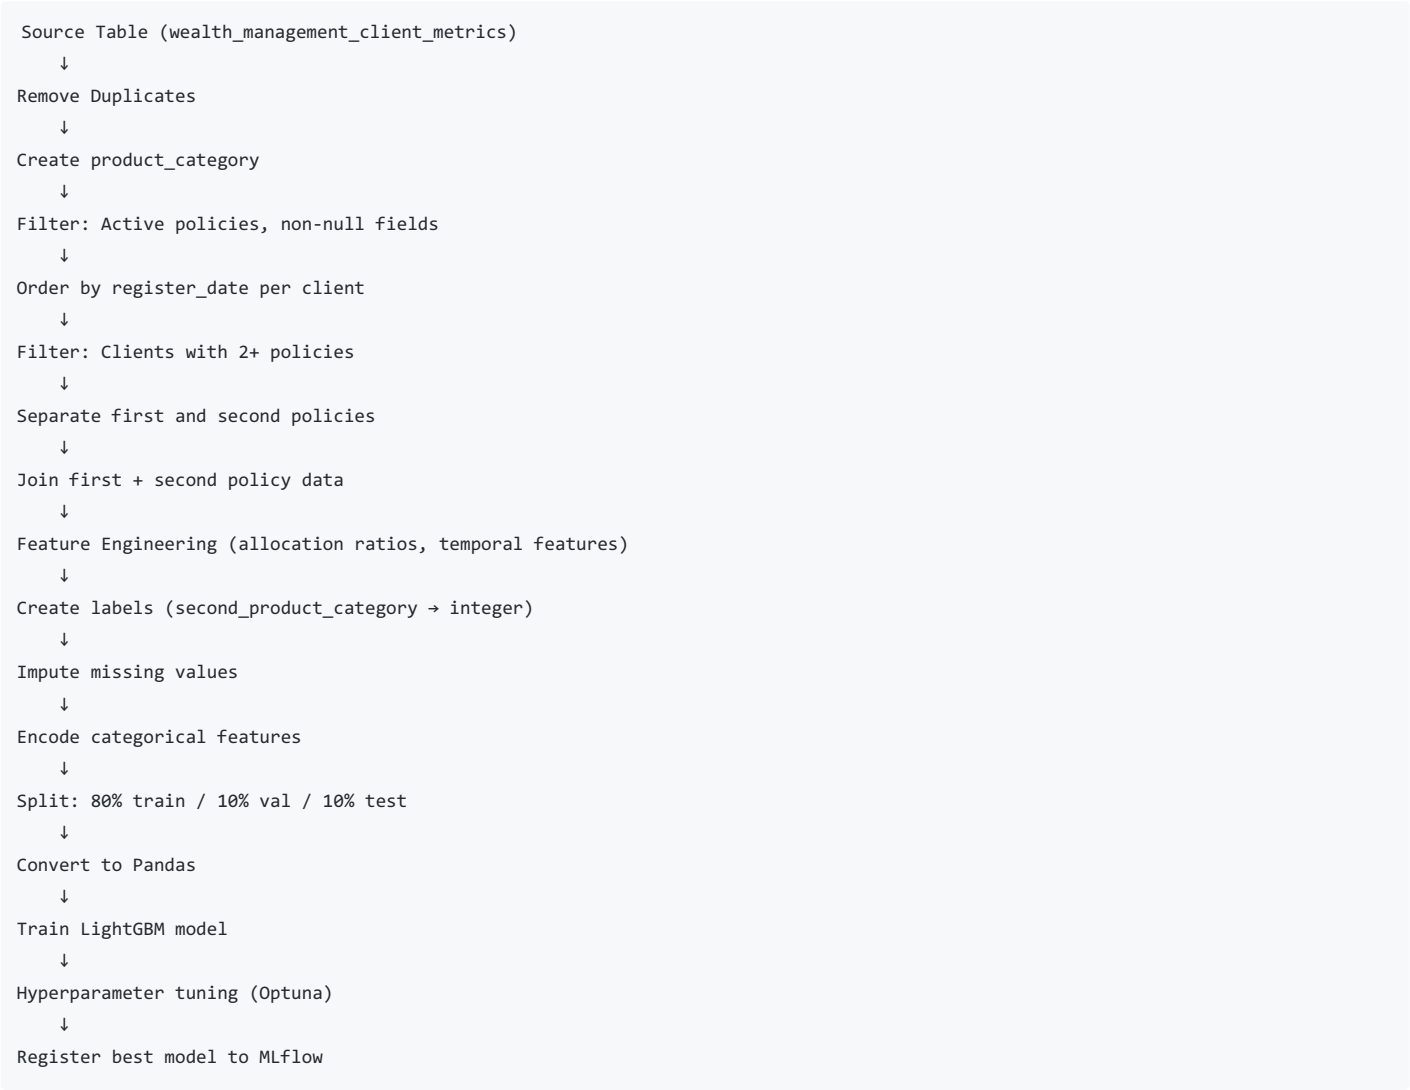 Source Table (wealth_management_client_metrics)
↓
Remove Duplicates
↓
Create product_category
↓
Filter: Active policies, non-null fields
↓
Order by register_date per client
↓
Filter: Clients with 2+ policies
↓
Separate first and second policies
↓
Join first + second policy data
↓
Feature Engineering (allocation ratios, temporal features)
↓
Create labels (second_product_category → integer)
↓
Impute missing values
↓
Encode categorical features
↓
Split: 80% train / 10% val / 10% test
↓
Convert to Pandas
↓
Train LightGBM model
↓
Hyperparameter tuning (Optuna)
↓
Register best model to MLflow